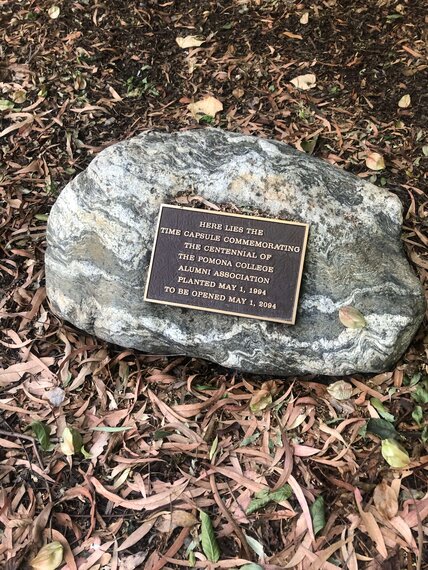 HERE LIES THE
TIME CAPSULE COMMEMORATING
THE CENTENNIAL OF
THE POMONA COLLEGE
ALUMNI ASSOCIATION
PLANTED MAY 1, 1994
TO BE OPENED MAY 1, 2094